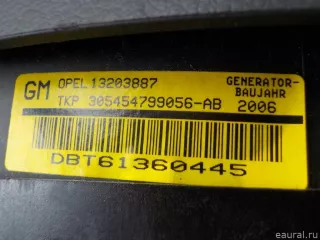 GM OPEL 13203887 GENERATOR-
BAUJAHR
TKP 305454799056-AB 2006
DBT61360445
eaural.ru